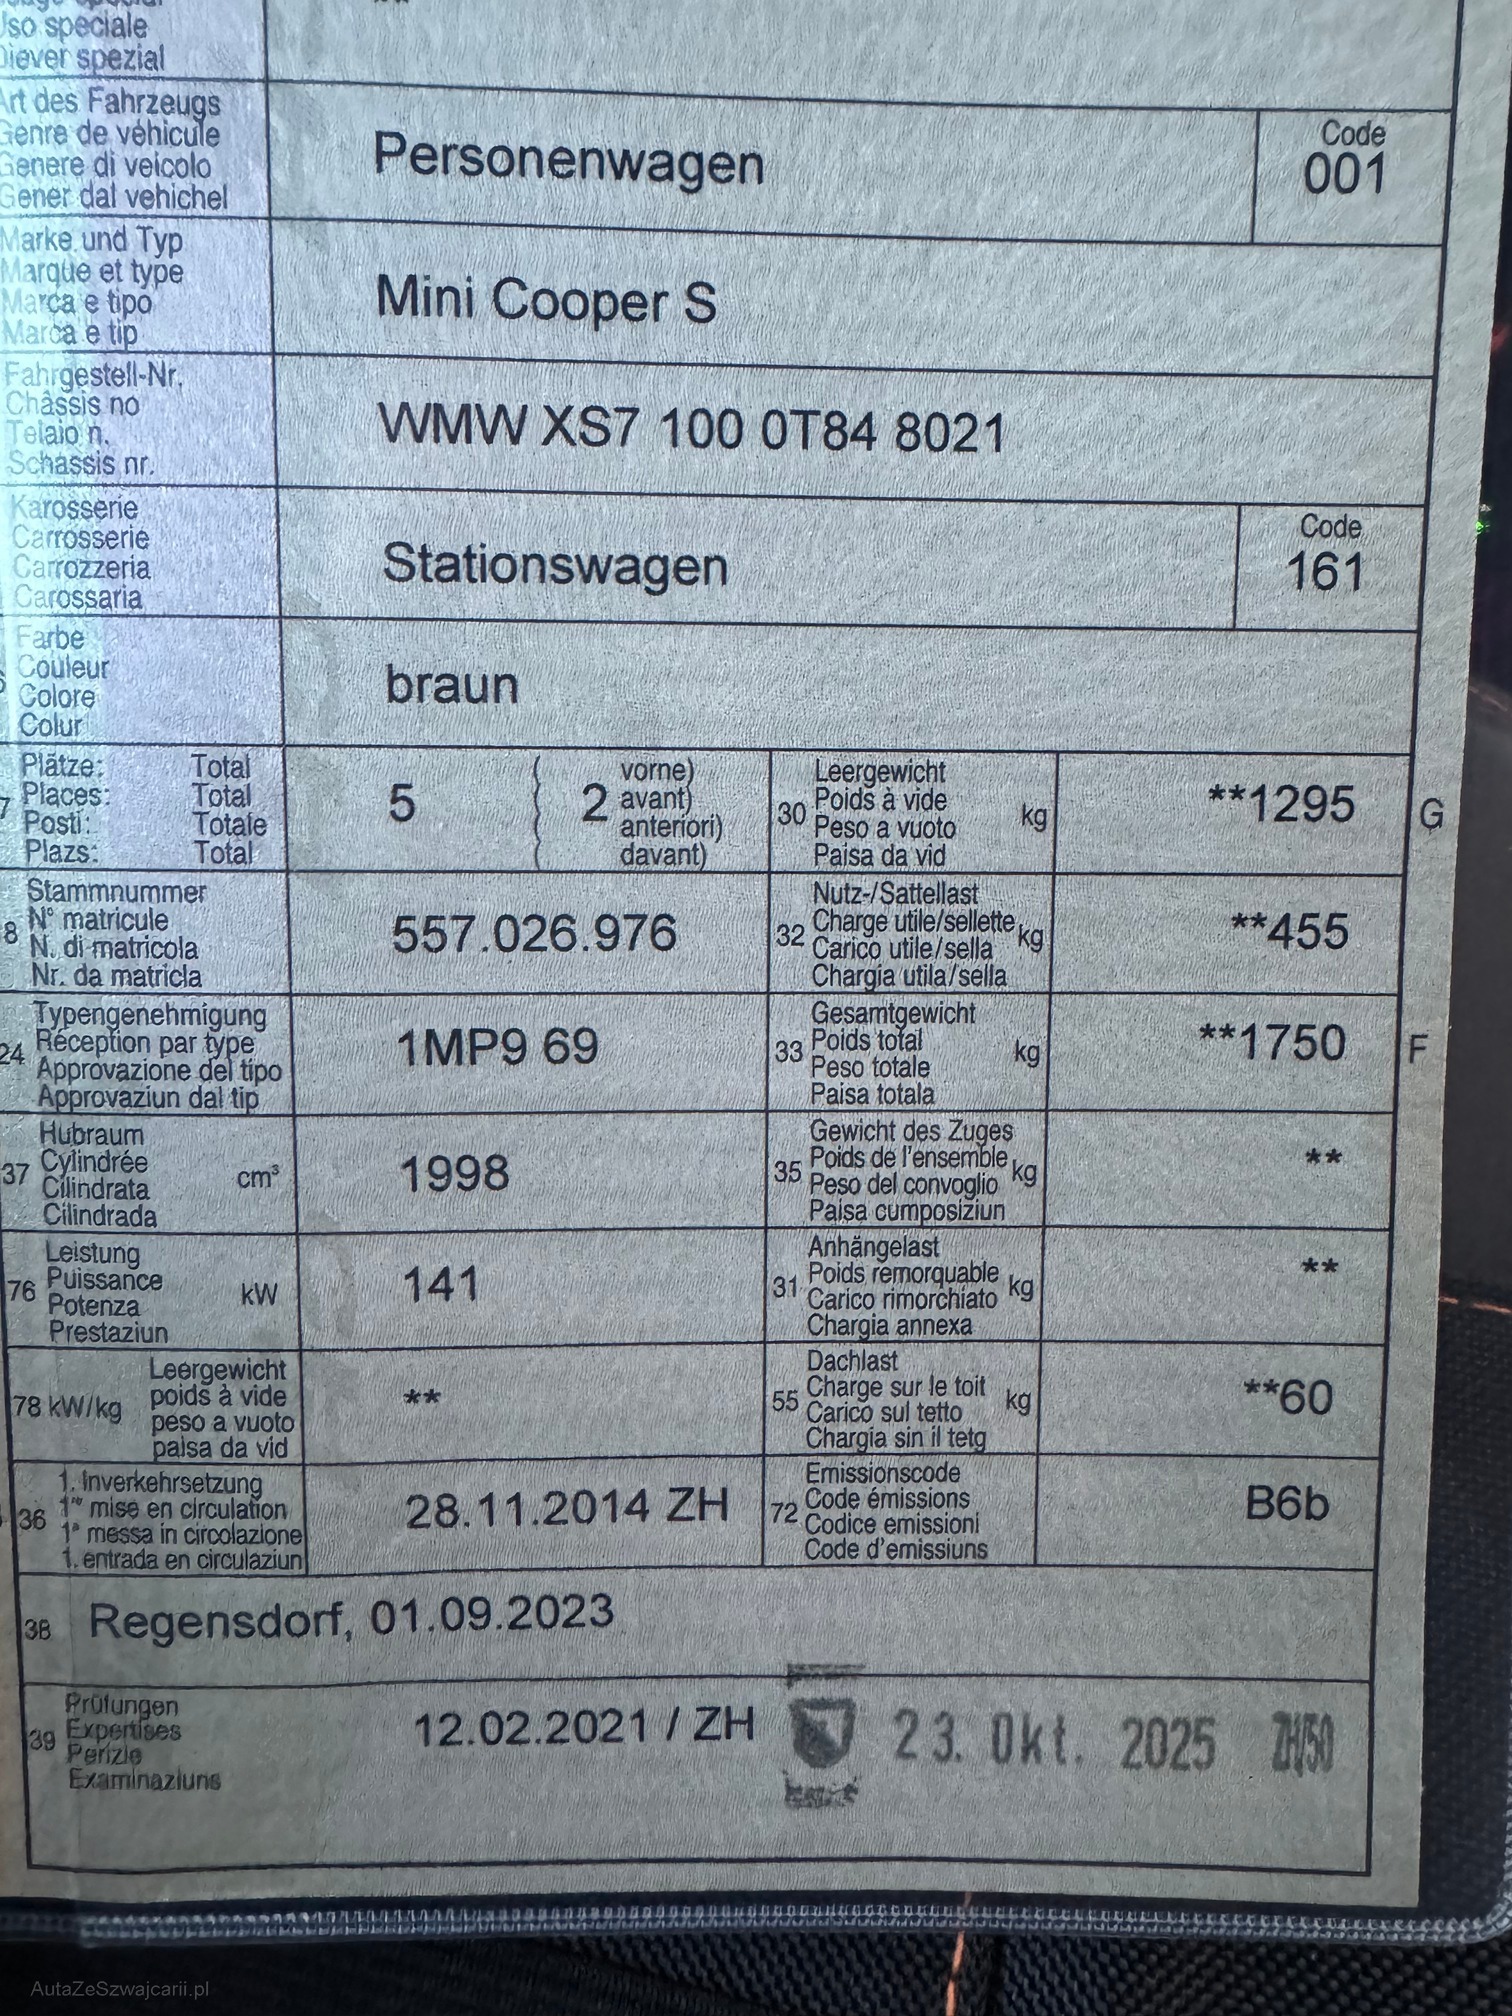 Uso speciale
Diever spezial
**
Art des Fahrzeugs
Genre de véhicule
Genere di veicolo
Gener dal vehichel
Personenwagen
Code
001
Marke und Typ
Marque et type
Marca e tipo
Marca e tip
Mini Cooper S
Fahrgestell-Nr.
Châssis no
Telaio n.
Schassis nr.
WMW XS7 100 0T84 8021
Karosserie
Carrosserie
Carrozzeria
Carossaria
Stationswagen
Code
161
Farbe
Couleur
Colore
Colur
braun
7
Plätze: Total
Places: Total
Posti: Totale
Plazs: Total
5
2
vorne)
avant)
anteriori)
davant)
30
Leergewicht
Poids à vide
Peso a vuoto
Paisa da vid
kg
**1295
G
8
Stammnummer
N° matricule
N. di matricola
Nr. da matricla
557.026.976
32
Nutz-/Sattellast
Charge utile/sellette
Carico utile/sella
Chargia utila/sella
kg
**455
24
Typengenehmigung
Réception par type
Approvazione del tipo
Approvaziun dal tip
1MP9 69
33
Gesamtgewicht
Poids total
Peso totale
Paisa totala
kg
**1750
F
37
Hubraum
Cylindrée
Cilindrata
Cilindrada
cm³
1998
35
Gewicht des Zuges
Poids de l'ensemble
Peso del convoglio
Paisa cumposiziun
kg
**
76
Leistung
Puissance
Potenza
Prestaziun
kW
141
31
Anhängelast
Poids remorquable
Carico rimorchiato
Chargia annexa
kg
**
78 kW/kg
Leergewicht
poids à vide
peso a vuoto
paisa da vid
**
55
Dachlast
Charge sur le toit
Carico sul tetto
Chargia sin il tetg
kg
**60
36
1. Inverkehrsetzung
1re mise en circulation
1a messa in circolazione
1. entrada en circulaziun
28.11.2014 ZH
72
Emissionscode
Code émissions
Codice emissioni
Code d'emissiuns
B6b
38
Regensdorf, 01.09.2023
39
Prüfungen
Expertises
Perizie
Examinaziuns
12.02.2021 / ZH
23. Okt. 2025 ZH/50
AutaZeSzwajcarii.pl